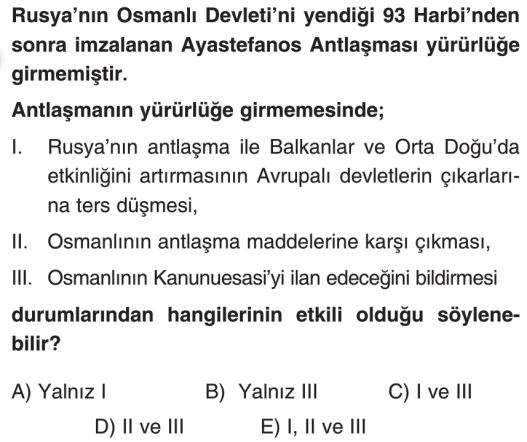 Rusya’nın Osmanlı Devleti’ni yendiği 93 Harbi’nden
sonra imzalanan Ayastefanos Antlaşması yürürlüğe
girmemiştir.
Antlaşmanın yürürlüğe girmemesinde;
I. Rusya’nın antlaşma ile Balkanlar ve Orta Doğu’da
etkinliğini artırmasının Avrupalı devletlerin çıkarları-
na ters düşmesi,
II. Osmanlının antlaşma maddelerine karşı çıkması,
III. Osmanlının Kanunuesasi’yi ilan edeceğini bildirmesi
durumlarından hangilerinin etkili olduğu söylene-
bilir?
A) Yalnız I B) Yalnız III C) I ve III
D) II ve III E) I, II ve III